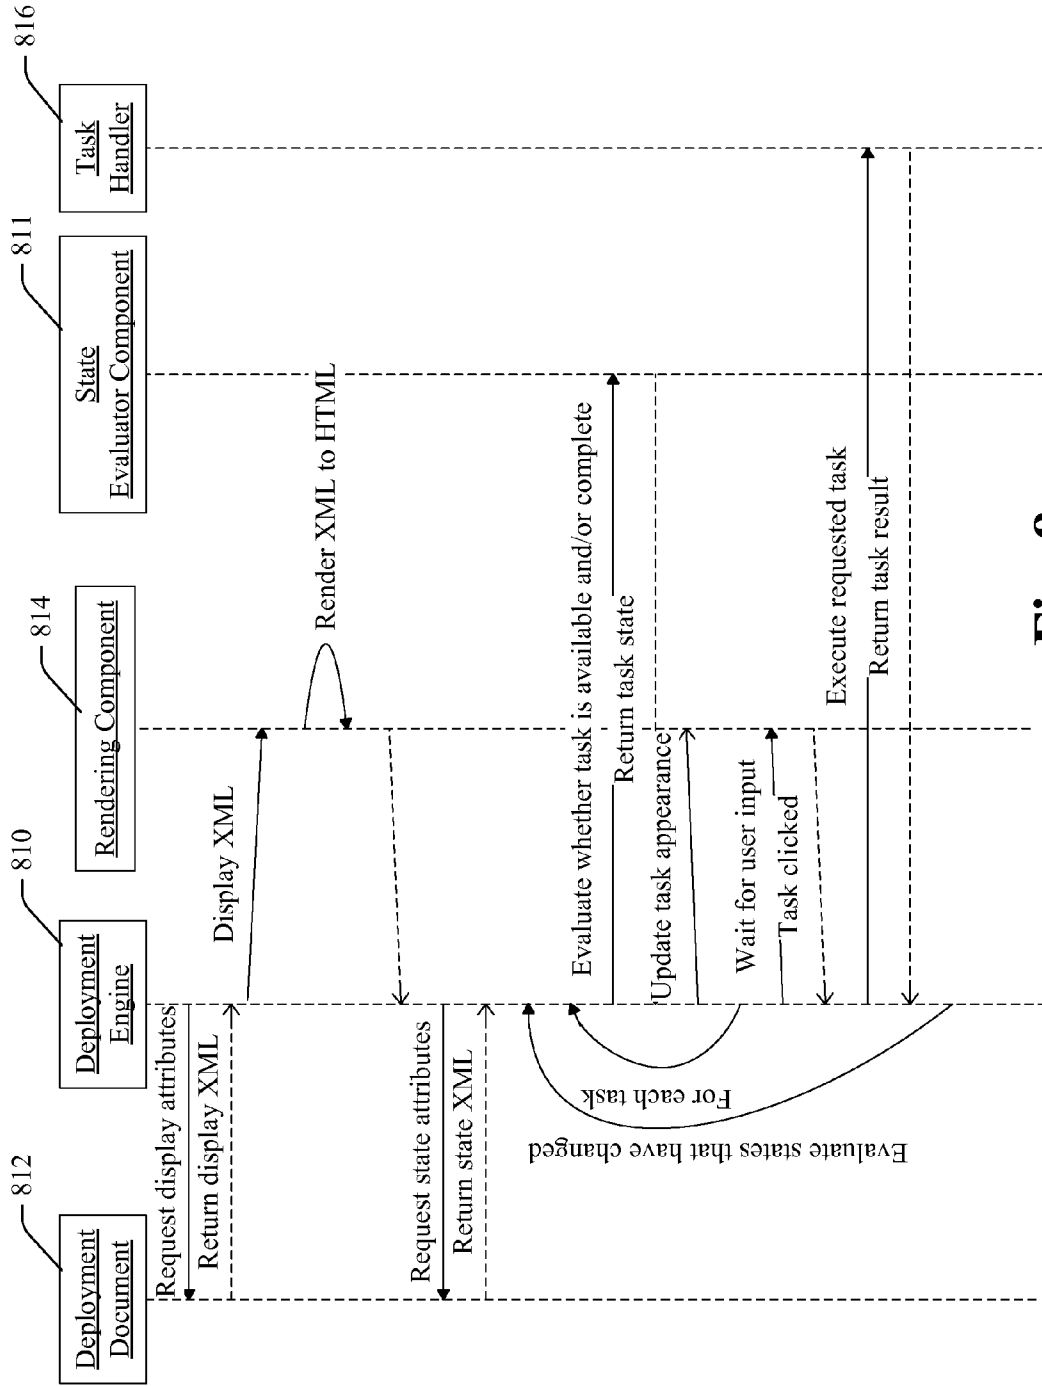 812
810
814
811
816
Deployment
Document
Deployment
Engine
Rendering Component
State
Evaluator Component
Task
Handler
Request display attributes
Return display XML
Display XML
Render XML to HTML
Request state attributes
Return state XML
Evaluate whether task is available and/or complete
Return task state
For each task
Update task appearance
Evaluate states that have changed
Wait for user input
Task clicked
Execute requested task
Return task result